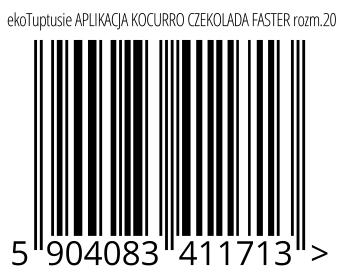 ekoTuptusie APLIKACJA KOCURRO CZEKOLADA FASTER rozm.20
5 904083 411713 >